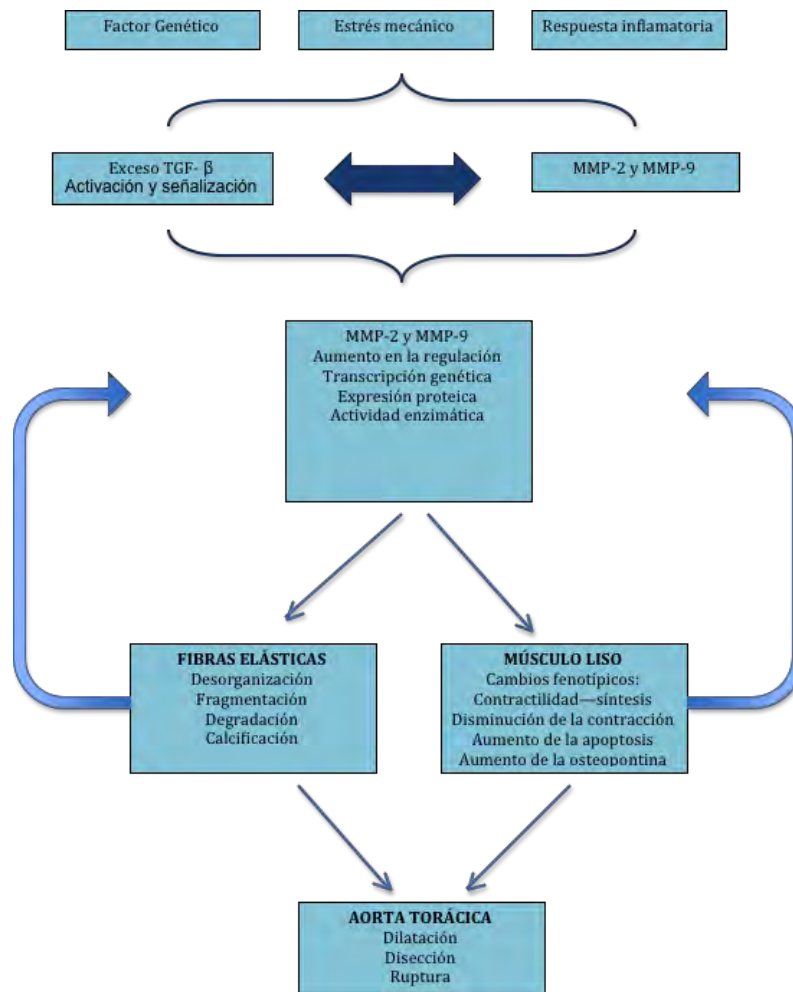 Factor Genético
Estrés mecánico
Respuesta inflamatoria
Exceso TGF- β
Activación y señalización
MMP-2 y MMP-9
MMP-2 y MMP-9
Aumento en la regulación
Transcripción genética
Expresión proteica
Actividad enzimática
FIBRAS ELÁSTICAS
Desorganización
Fragmentación
Degradación
Calcificación
MÚSCULO LISO
Cambios fenotípicos:
Contractilidad—síntesis
Disminución de la contracción
Aumento de la apoptosis
Aumento de la osteopontina
AORTA TORÁCICA
Dilatación
Disección
Ruptura